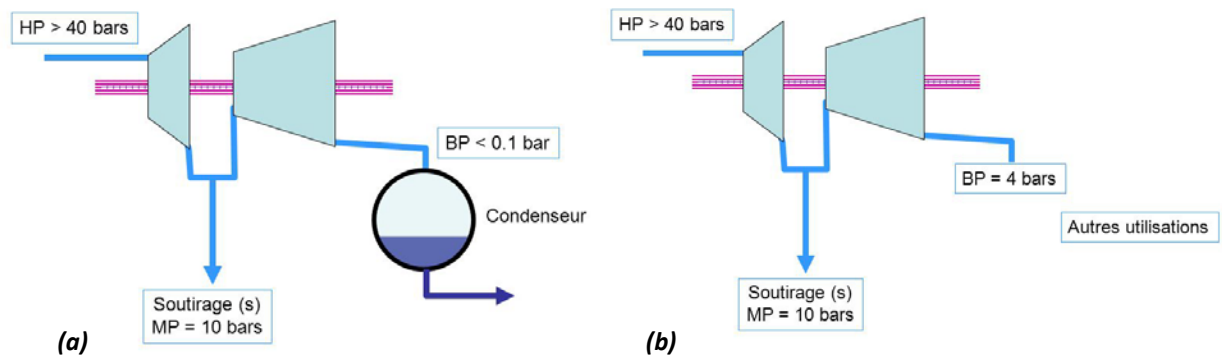 HP > 40 bars
BP < 0.1 bar
Condenseur
Soutirage (s)
MP = 10 bars
(a)
HP > 40 bars
BP = 4 bars
Autres utilisations
Soutirage (s)
MP = 10 bars
(b)